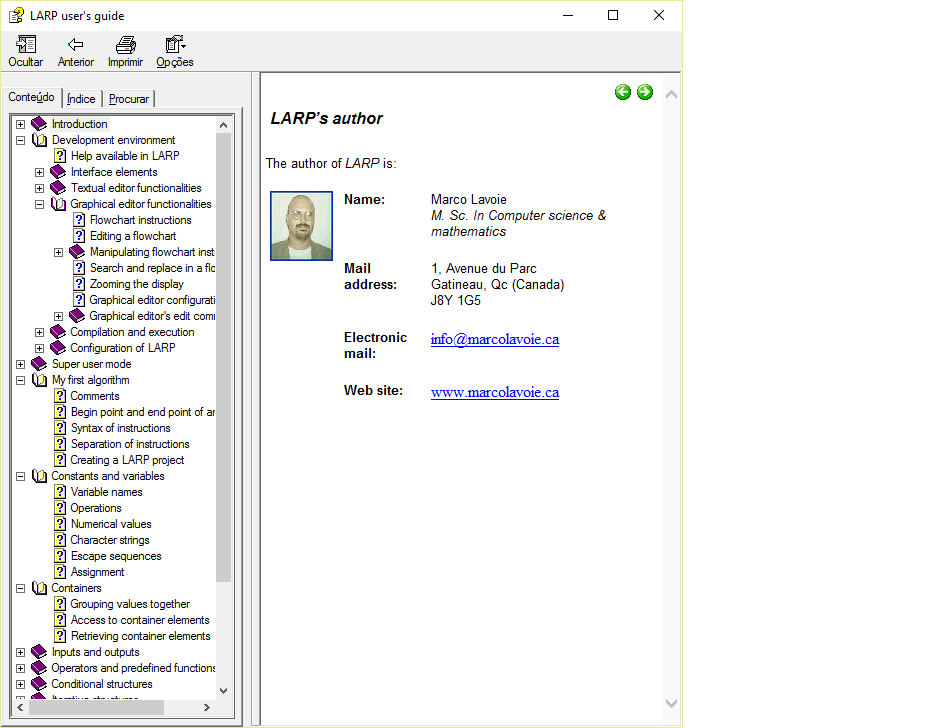 LARP user's guide
Ocultar Anterior Imprimir Opções
Conteúdo Índice Procurar
Introduction
Development environment
Help available in LARP
Interface elements
Textual editor functionalities
Graphical editor functionalities
Flowchart instructions
Editing a flowchart
Manipulating flowchart inst
Search and replace in a flo
Zooming the display
Graphical editor configurati
Graphical editor's edit com
Compilation and execution
Configuration of LARP
Super user mode
My first algorithm
Comments
Begin point and end point of an
Syntax of instructions
Separation of instructions
Creating a LARP project
Constants and variables
Variable names
Operations
Numerical values
Character strings
Escape sequences
Assignment
Containers
Grouping values together
Access to container elements
Retrieving container elements
Inputs and outputs
Operators and predefined functions
Conditional structures
LARP's author
The author of LARP is:
Name: Marco Lavoie
M. Sc. In Computer science &
mathematics
Mail address: 1, Avenue du Parc
Gatineau, Qc (Canada)
J8Y 1G5
Electronic mail: info@marcolavoie.ca
Web site: www.marcolavoie.ca